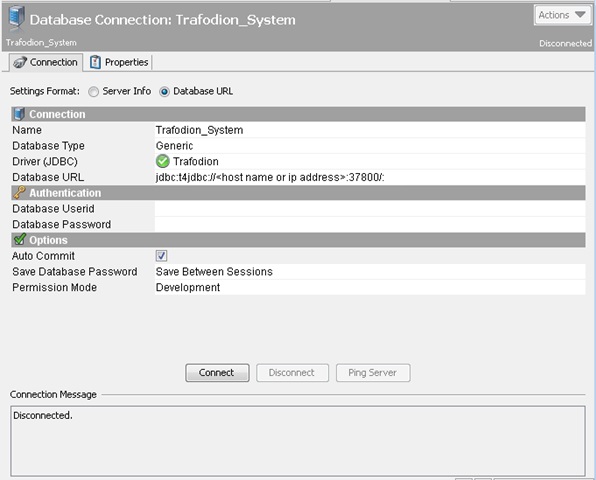 Database Connection: Trafodion_System
Actions
Trafodion_System
Disconnected
Connection Properties
Settings Format: Server Info Database URL
Connection
Name Trafodion_System
Database Type Generic
Driver (JDBC) Trafodion
Database URL jdbc:t4jdbc://<host name or ip address>:37800/:
Authentication
Database Userid
Database Password
Options
Auto Commit
Save Database Password Save Between Sessions
Permission Mode Development
Connect Disconnect Ping Server
Connection Message
Disconnected.